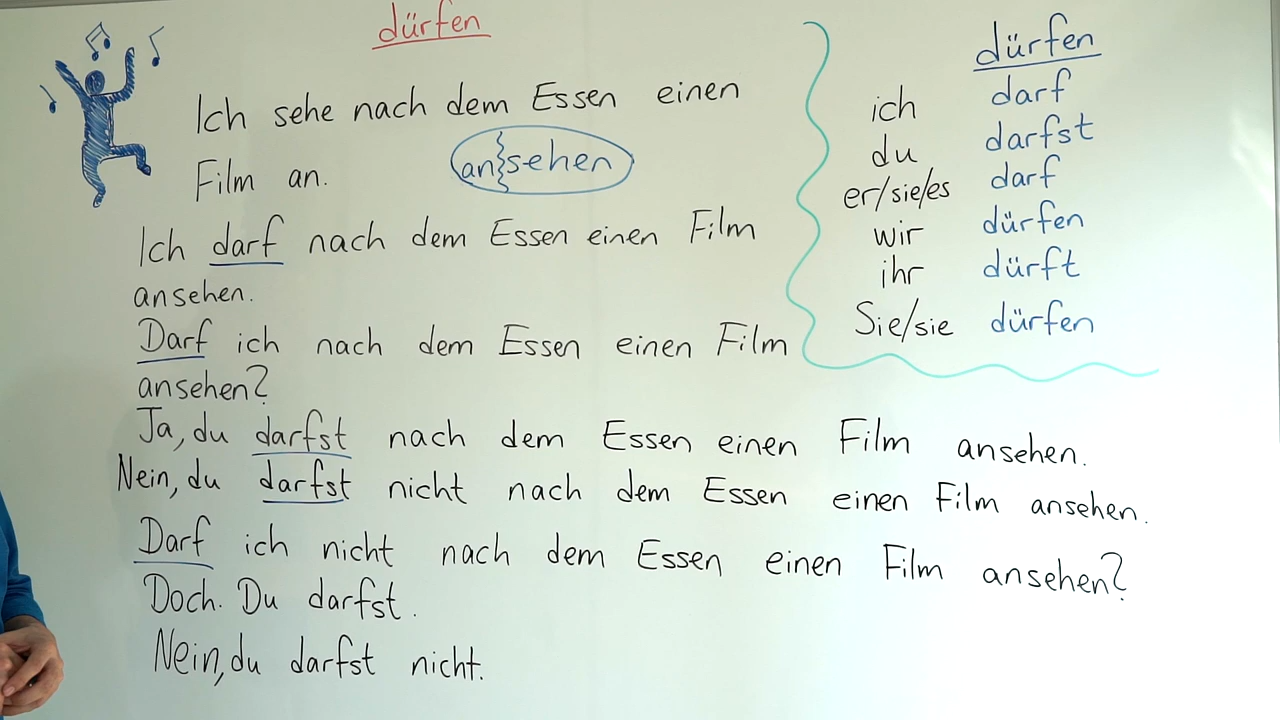 dürfen
Ich sehe nach dem Essen einen
Film an.
an sehen
Ich darf nach dem Essen einen Film
ansehen.
Darf ich nach dem Essen einen Film
ansehen?
Ja, du darfst nach dem Essen einen Film ansehen.
Nein, du darfst nicht nach dem Essen einen Film ansehen.
Darf ich nicht nach dem Essen einen Film ansehen?
Doch. Du darfst.
Nein, du darfst nicht.
dürfen
ich darf
du darfst
er/sie/es darf
wir dürfen
ihr dürft
Sie/sie dürfen